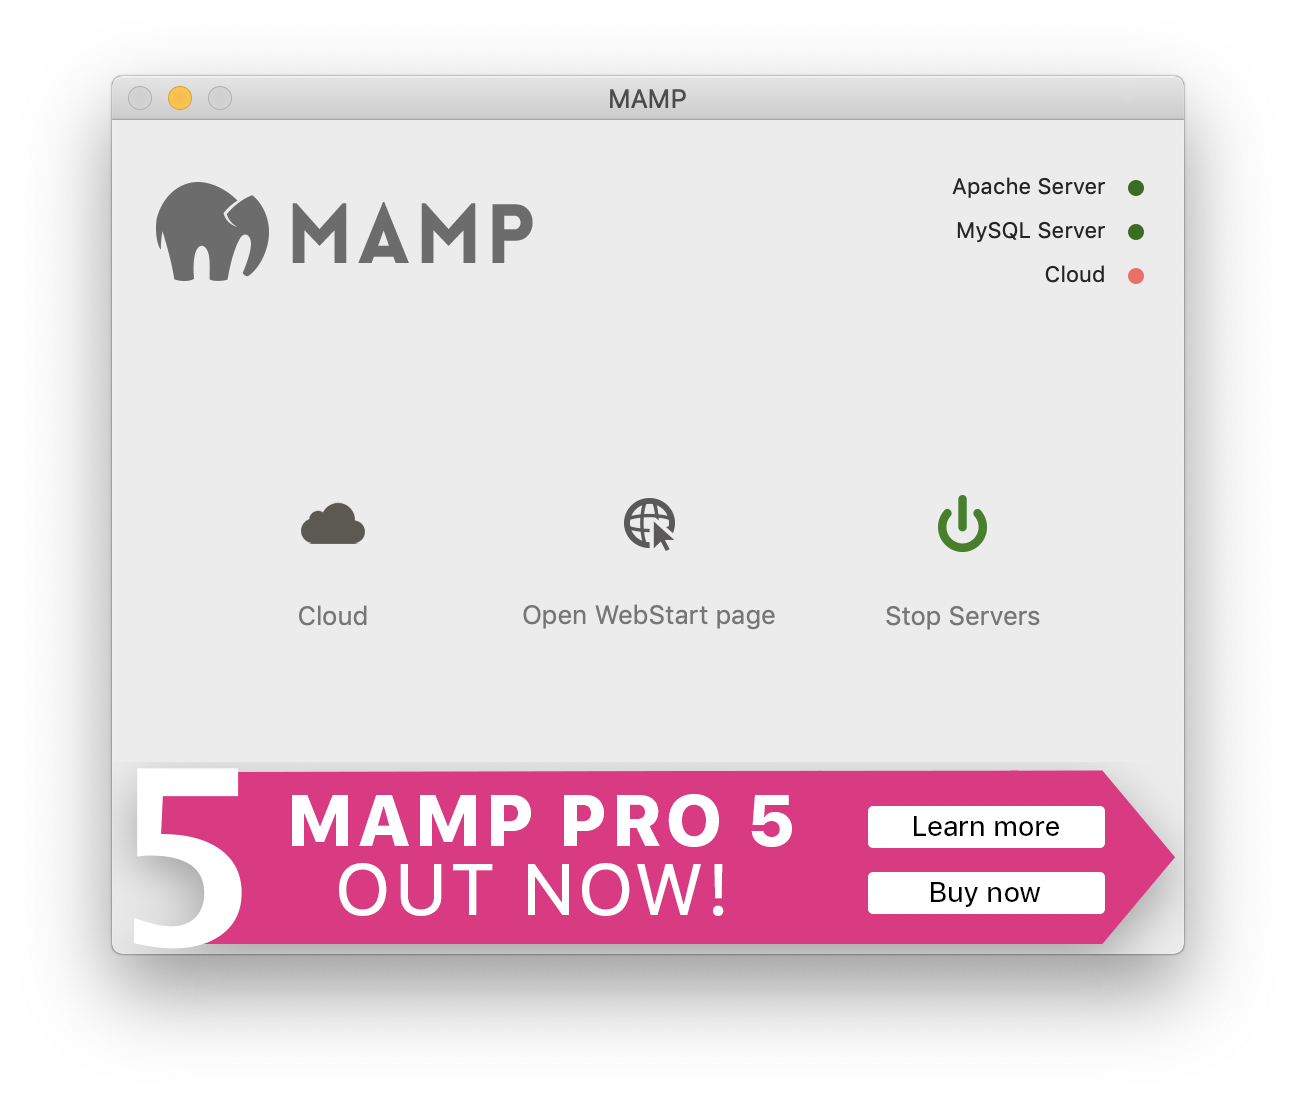 MAMP
MAMP
Apache Server
MySQL Server
Cloud
Cloud
Open WebStart page
Stop Servers
5
MAMP PRO 5
OUT NOW!
Learn more
Buy now